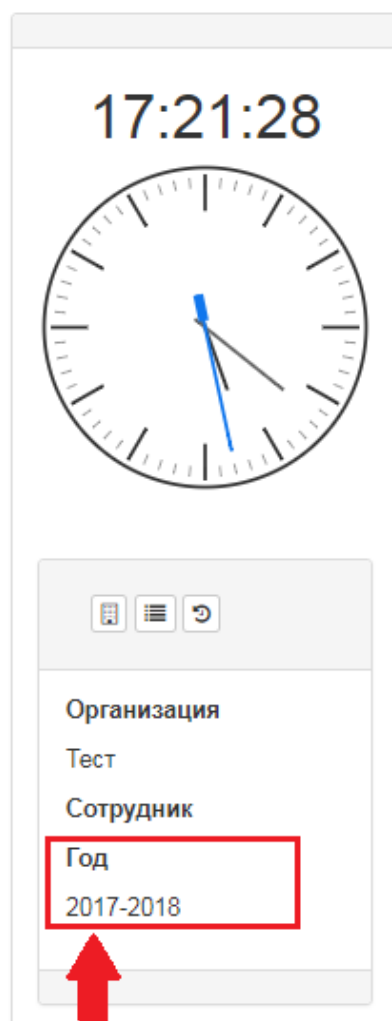 17:21:28
Организация
Тест
Сотрудник
Год
2017-2018